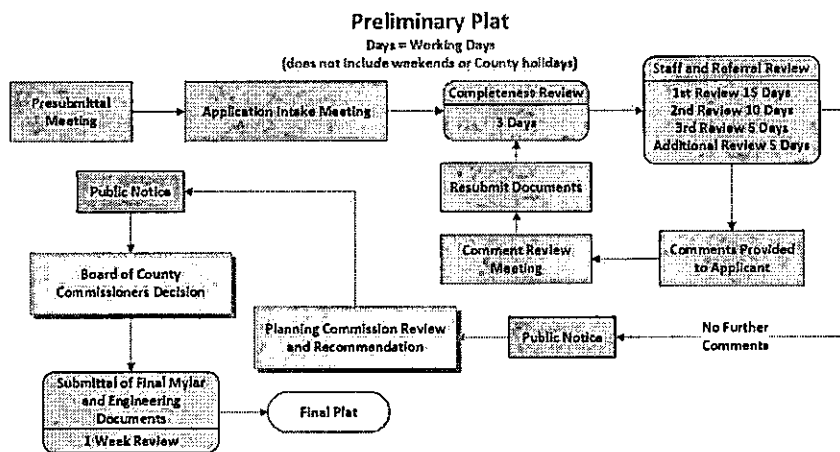 Preliminary Plat
Days = Working Days
(does not include weekends or County holidays)
Presubmittal
Meeting
Application Intake Meeting
Completeness Review
3 Days
Staff and Referral Review
1st Review 15 Days
2nd Review 10 Days
3rd Review 5 Days
Additional Review 5 Days
Resubmit Documents
Public Notice
Comment Review
Meeting
Comments Provided
to Applicant
Board of County
Commissioners Decision
Planning Commission Review
and Recommendation
Public Notice
No Further
Comments
Submittal of Final Mylar
and Engineering
Documents
1 Week Review
Final Plat